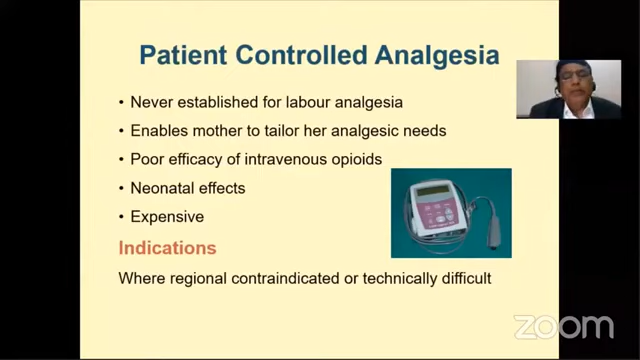 Patient Controlled Analgesia
• Never established for labour analgesia
• Enables mother to tailor her analgesic needs
• Poor efficacy of intravenous opioids
• Neonatal effects
• Expensive
Indications
Where regional contraindicated or technically difficult
zoom